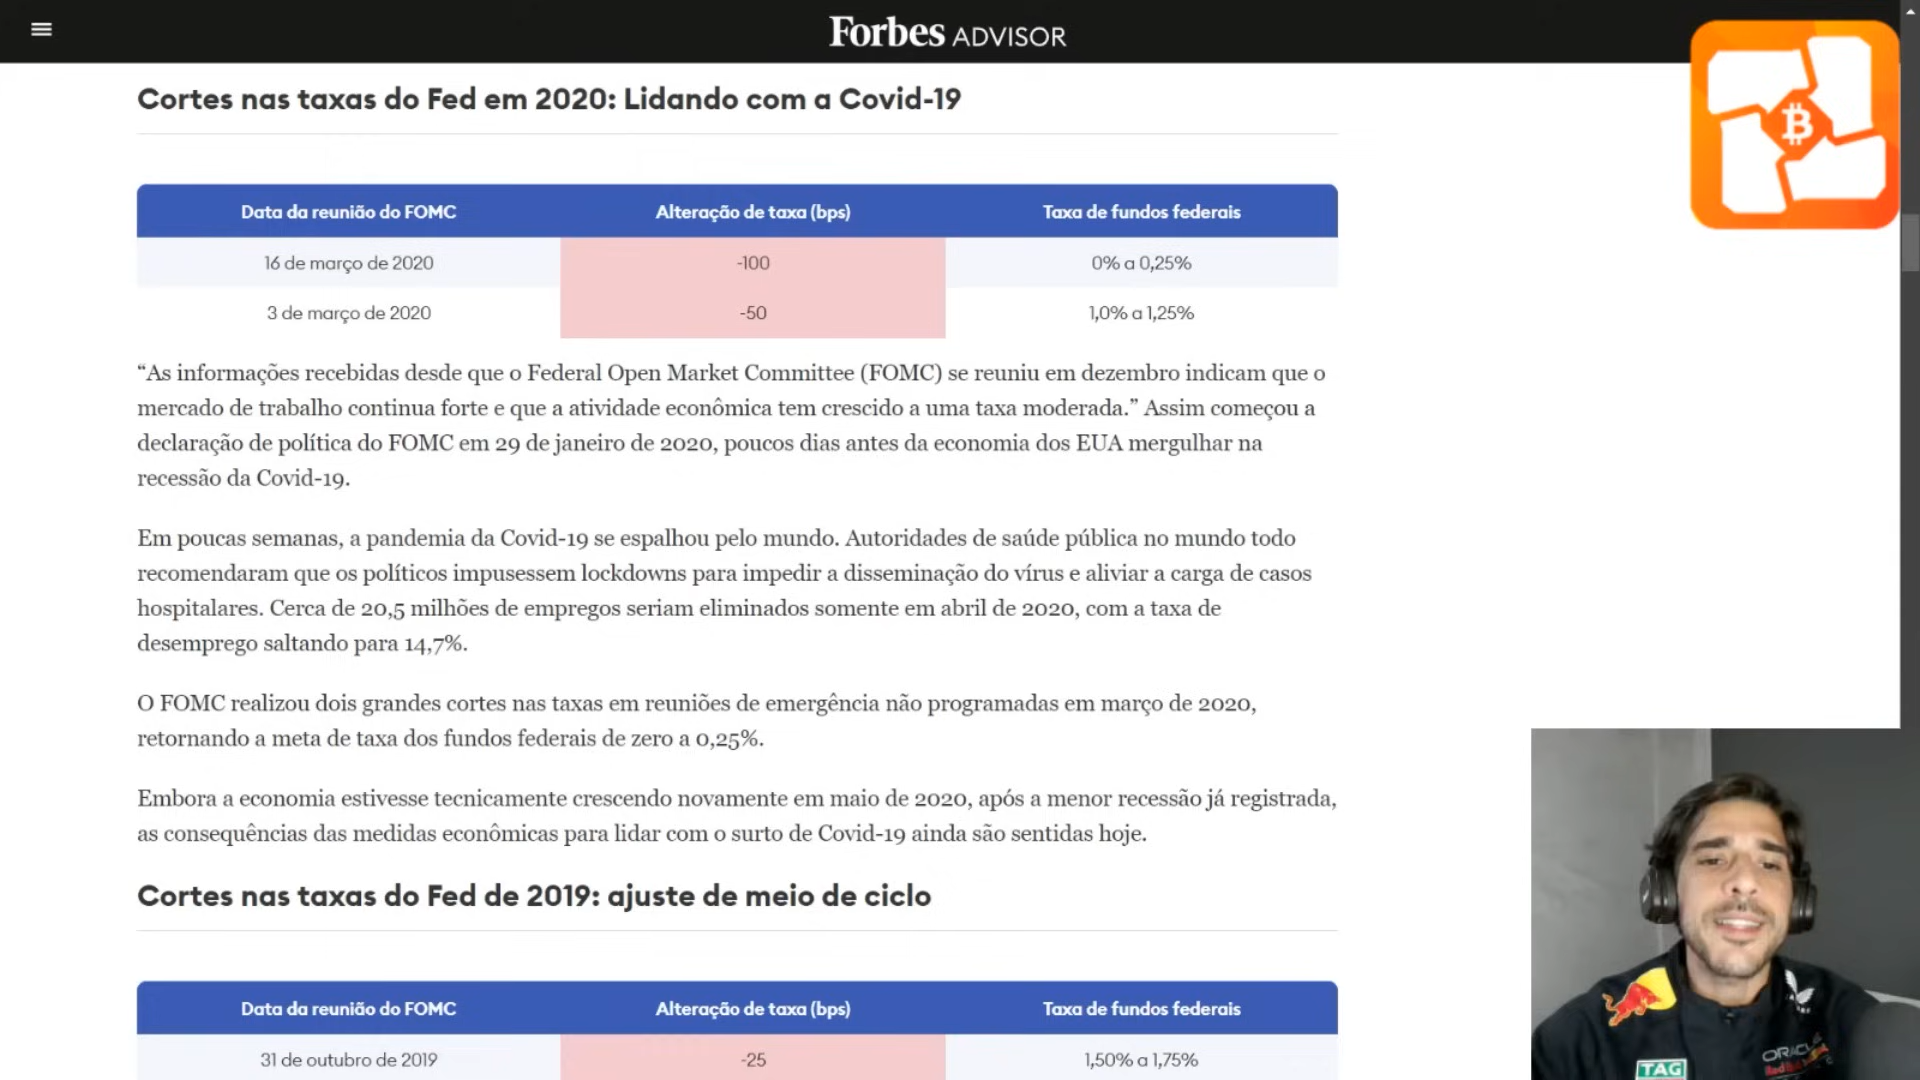 Forbes ADVISOR
Cortes nas taxas do Fed em 2020: Lidando com a Covid-19
Data da reunião do FOMC Alteração de taxa (bps) Taxa de fundos federais
16 de março de 2020 -100 0% a 0,25%
3 de março de 2020 -50 1,0% a 1,25%
“As informações recebidas desde que o Federal Open Market Committee (FOMC) se reuniu em dezembro indicam que o
mercado de trabalho continua forte e que a atividade econômica tem crescido a uma taxa moderada.” Assim começou a
declaração de política do FOMC em 29 de janeiro de 2020, poucos dias antes da economia dos EUA mergulhar na
recessão da Covid-19.
Em poucas semanas, a pandemia da Covid-19 se espalhou pelo mundo. Autoridades de saúde pública no mundo todo
recomendaram que os políticos impusessem lockdowns para impedir a disseminação do vírus e aliviar a carga de casos
hospitalares. Cerca de 20,5 milhões de empregos seriam eliminados somente em abril de 2020, com a taxa de
desemprego saltando para 14,7%.
O FOMC realizou dois grandes cortes nas taxas em reuniões de emergência não programadas em março de 2020,
retornando a meta de taxa dos fundos federais de zero a 0,25%.
Embora a economia estivesse tecnicamente crescendo novamente em maio de 2020, após a menor recessão já registrada,
as consequências das medidas econômicas para lidar com o surto de Covid-19 ainda são sentidas hoje.
Cortes nas taxas do Fed de 2019: ajuste de meio de ciclo
Data da reunião do FOMC Alteração de taxa (bps) Taxa de fundos federais
31 de outubro de 2019 -25 1,50% a 1,75%
TAG
ORACLE
Red Bull